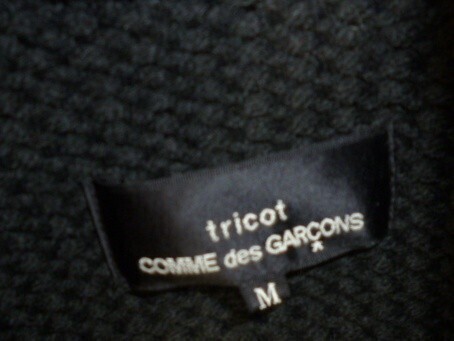 tricot
COMME des GARÇONS
M